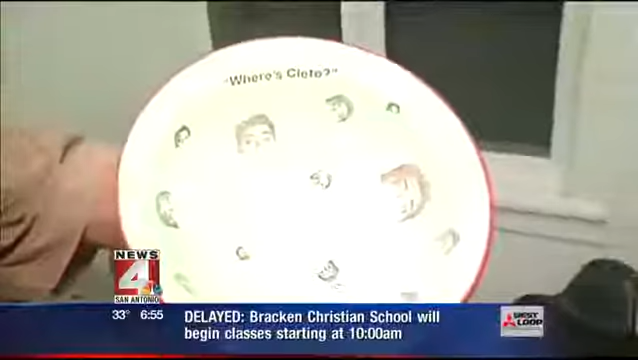 "Where's Cleto?"
NEWS
4
SAN ANTONIO
33° 6:55
DELAYED: Bracken Christian School will
begin classes starting at 10:00am
WEST
LOOP